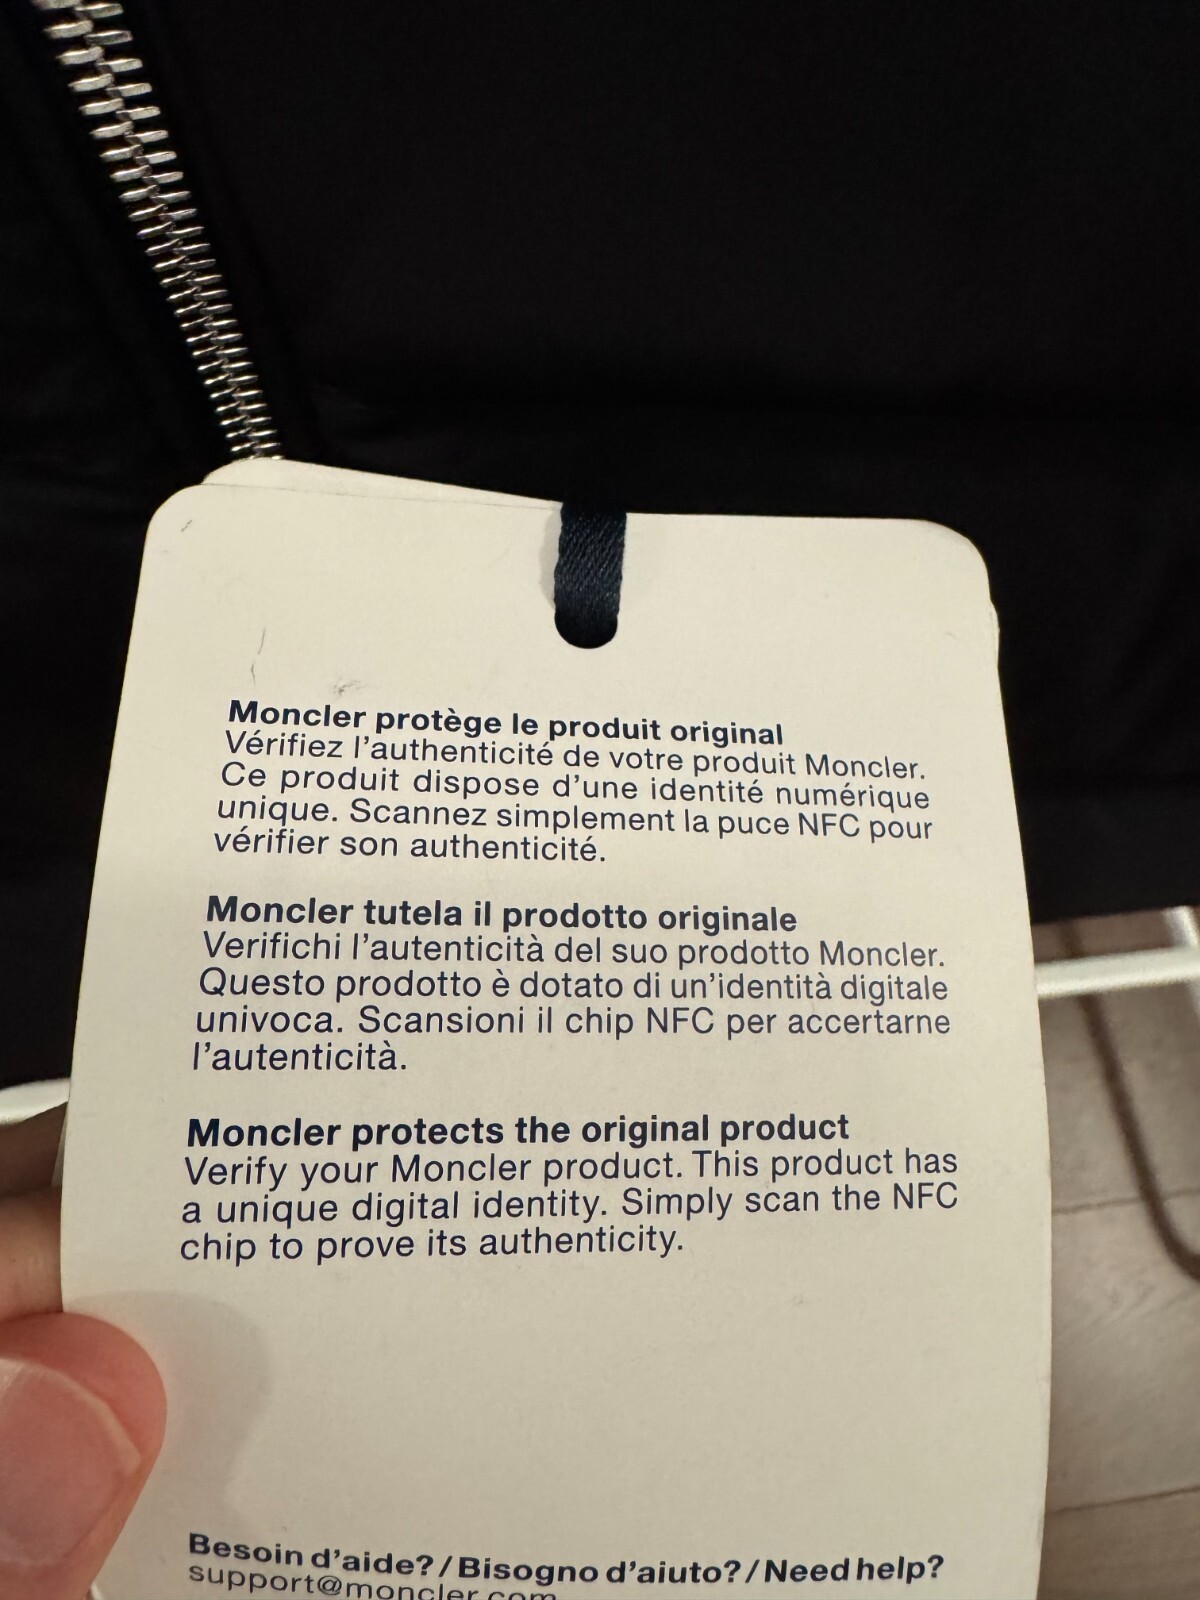 Moncler protège le produit original
Vérifiez l'authenticité de votre produit Moncler.
Ce produit dispose d'une identité numérique
unique. Scannez simplement la puce NFC pour
vérifier son authenticité.
Moncler tutela il prodotto originale
Verifichi l'autenticità del suo prodotto Moncler.
Questo prodotto è dotato di un'identità digitale
univoca. Scansioni il chip NFC per accertarne
l'autenticità.
Moncler protects the original product
Verify your Moncler product. This product has
a unique digital identity. Simply scan the NFC
chip to prove its authenticity.
Besoin d'aide? / Bisogno d'aiuto? / Need help?
support@moncler.com